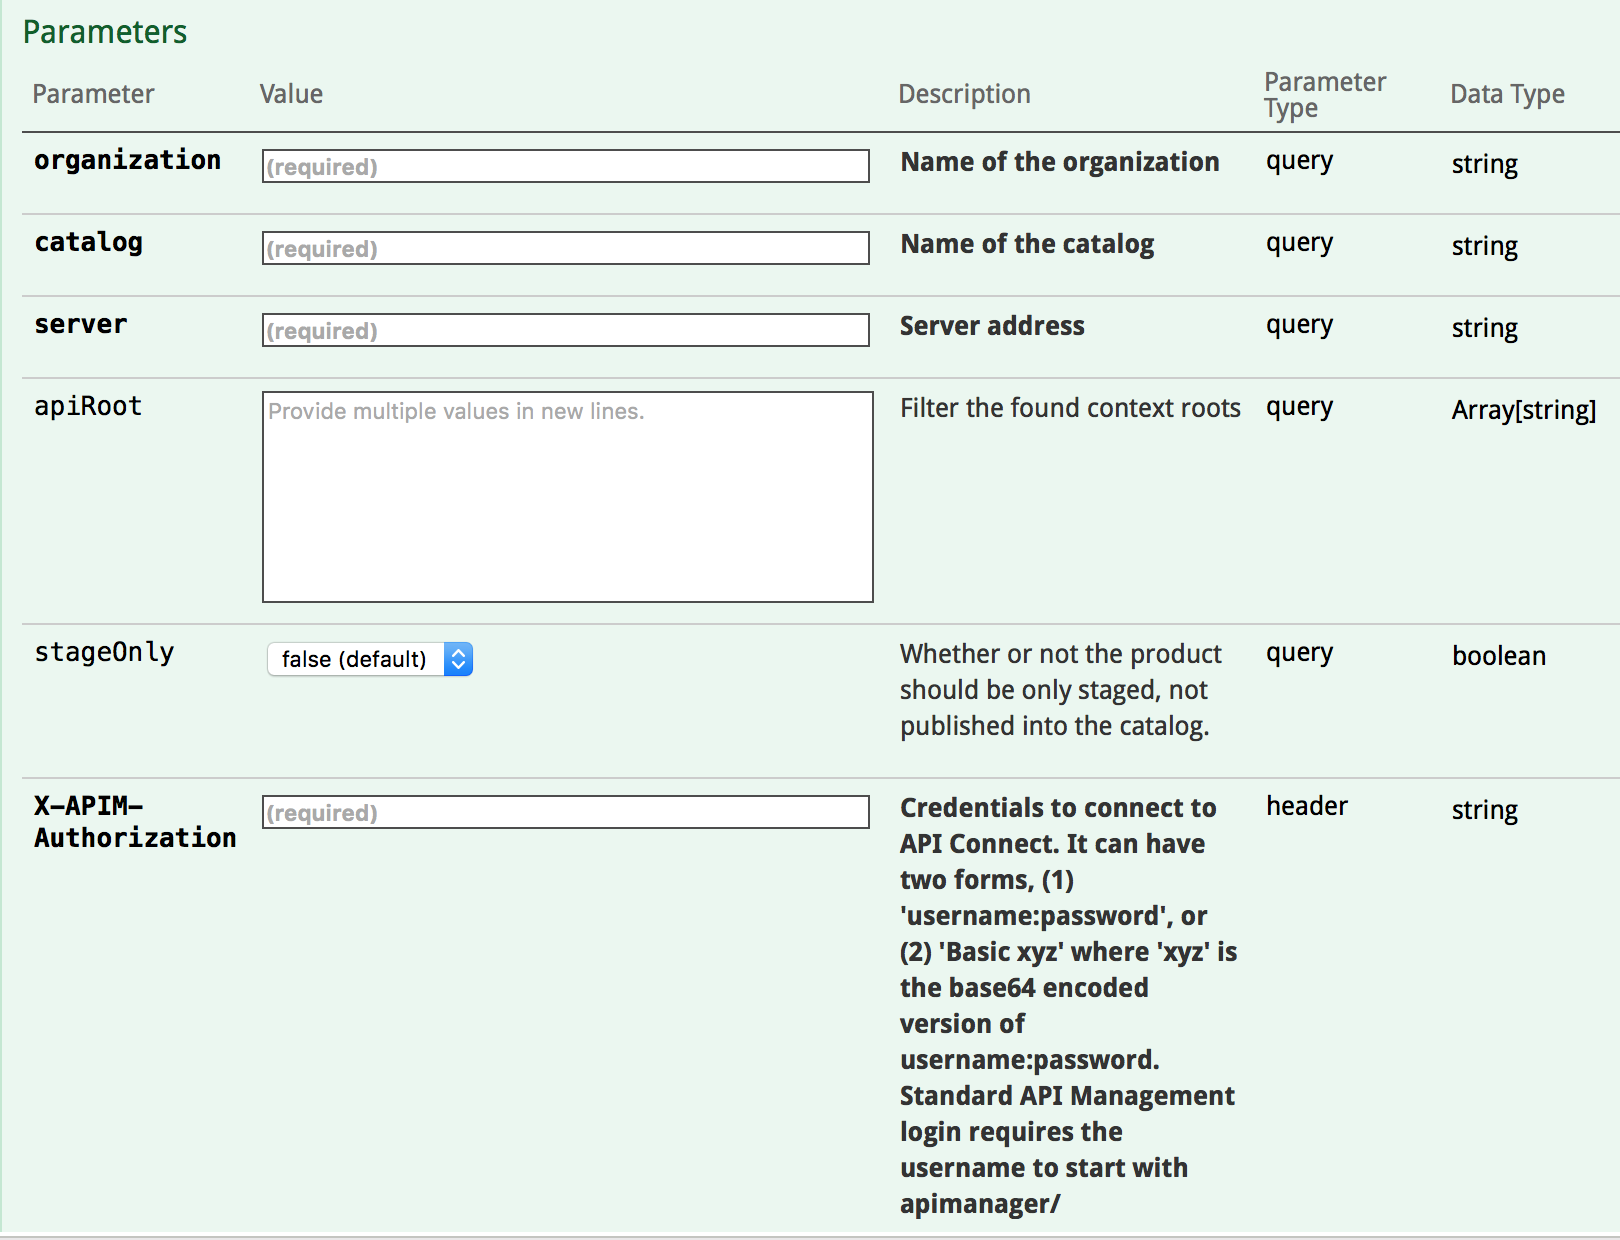 Parameters
Parameter Value Description Parameter Type Data Type
organization (required) Name of the organization query string
catalog (required) Name of the catalog query string
server (required) Server address query string
apiRoot Provide multiple values in new lines. Filter the found context roots query Array[string]
stageOnly false (default) Whether or not the product query boolean
should be only staged, not
published into the catalog.
X-APIM- (required) Credentials to connect to header string
Authorization API Connect. It can have
two forms, (1)
'username:password', or
(2) 'Basic xyz' where 'xyz' is
the base64 encoded
version of
username:password.
Standard API Management
login requires the
username to start with
apimanager/